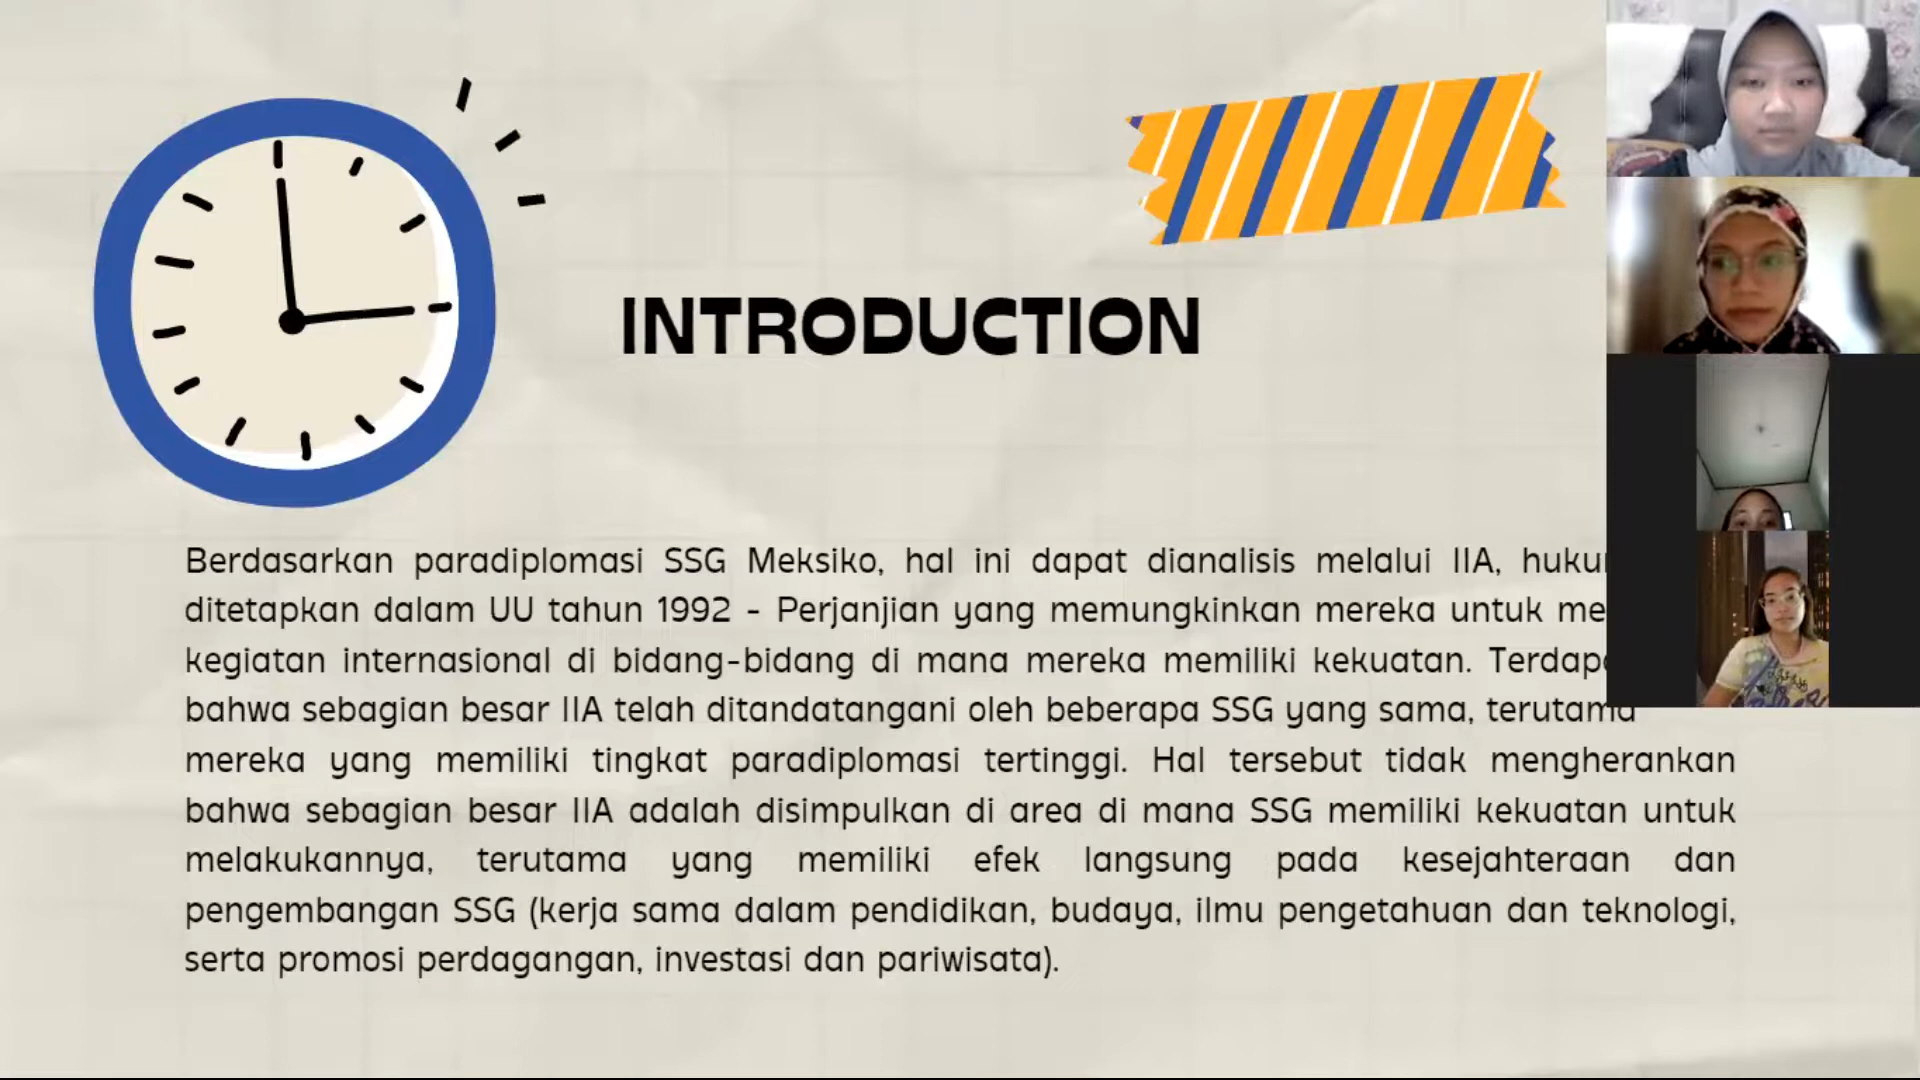 INTRODUCTION
Berdasarkan paradiplomasi SSG Meksiko, hal ini dapat dianalisis melalui IIA,
ditetapkan dalam UU tahun 1992 - Perjanjian yang memungkinkan mereka untuk
kegiatan internasional di bidang-bidang di mana mereka memiliki kekuatan.
bahwa sebagian besar IIA telah ditandatangani oleh beberapa SSG yang sama, terutama
mereka yang memiliki tingkat paradiplomasi tertinggi. Hal tersebut tidak mengherankan
bahwa sebagian besar IIA adalah disimpulkan di area di mana SSG memiliki kekuatan untuk
melakukannya, terutama yang memiliki efek langsung pada kesejahteraan dan
pengembangan SSG (kerja sama dalam pendidikan, budaya, ilmu pengetahuan dan teknologi,
serta promosi perdagangan, investasi dan pariwisata).